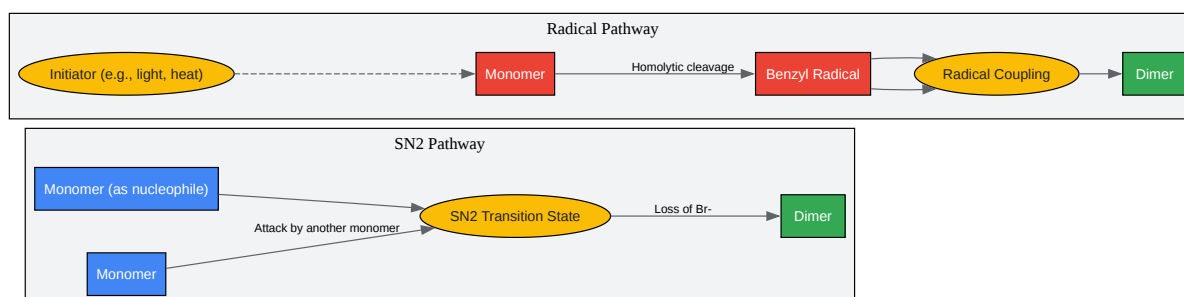 Radical Pathway
Initiator (e.g., light, heat)
Monomer
Homolytic cleavage
Benzyl Radical
Radical Coupling
Dimer
SN2 Pathway
Monomer (as nucleophile)
Attack by another monomer
Monomer
SN2 Transition State
Loss of Br-
Dimer